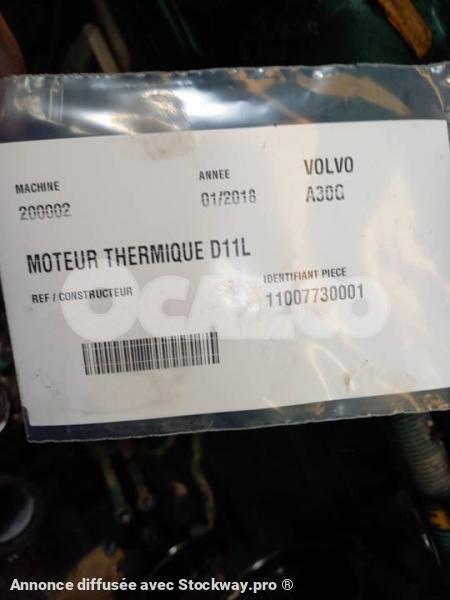 MACHINE ANNEE VOLVO
200002 01/2018 A30G
MOTEUR THERMIQUE D11L
REF / CONSTRUCTEUR IDENTIFIANT PIECE
11007730001
OCAZOO
Annonce diffusée avec Stockway.pro ®